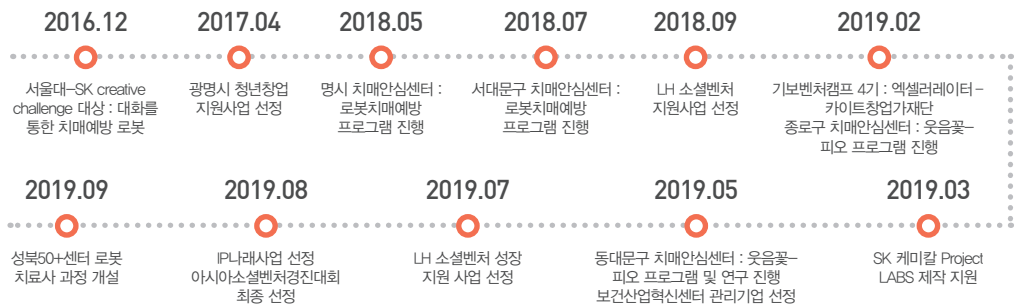 2016.12
서울대-SK creative
challenge 대상 : 대화를
통한 치매예방 로봇
2017.04
광명시 청년창업
지원사업 선정
2018.05
명시 치매안심센터 :
로봇치매예방
프로그램 진행
2018.07
서대문구 치매안심센터 :
로봇치매예방
프로그램 진행
2018.09
LH 소셜벤처
지원사업 선정
2019.02
기보벤처캠프 4기 : 엑셀러레이터-
카이트창업가재단
종로구 치매안심센터 : 웃음꽃-
피오 프로그램 진행
2019.03
SK 케미칼 Project
LABS 제작 지원
2019.05
동대문구 치매안심센터 : 웃음꽃-
피오 프로그램 및 연구 진행
보건산업혁신센터 관리기업 선정
2019.07
LH 소셜벤처 성장
지원 사업 선정
2019.08
IP나래사업 선정
아시아소셜벤처경진대회
최종 선정
2019.09
성북50+센터 로봇
치료사 과정 개설